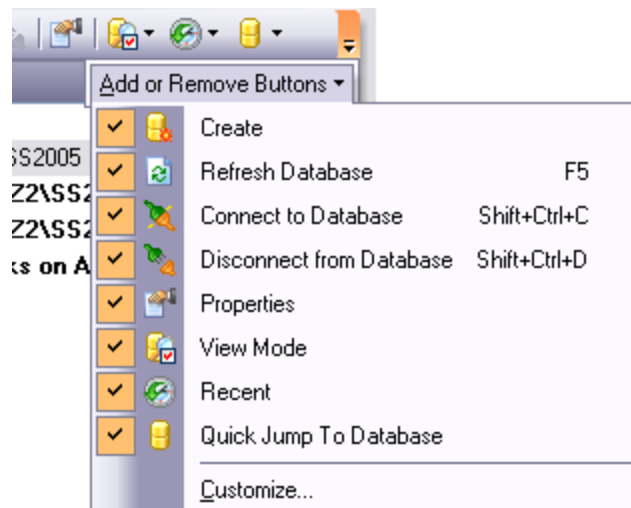 Add or Remove Buttons
Create
SS2005
Refresh Database F5
Z2\SS2
Connect to Database Shift+Ctrl+C
Z2\SS2
Disconnect from Database Shift+Ctrl+D
ks on A
Properties
View Mode
Recent
Quick Jump To Database
Customize...